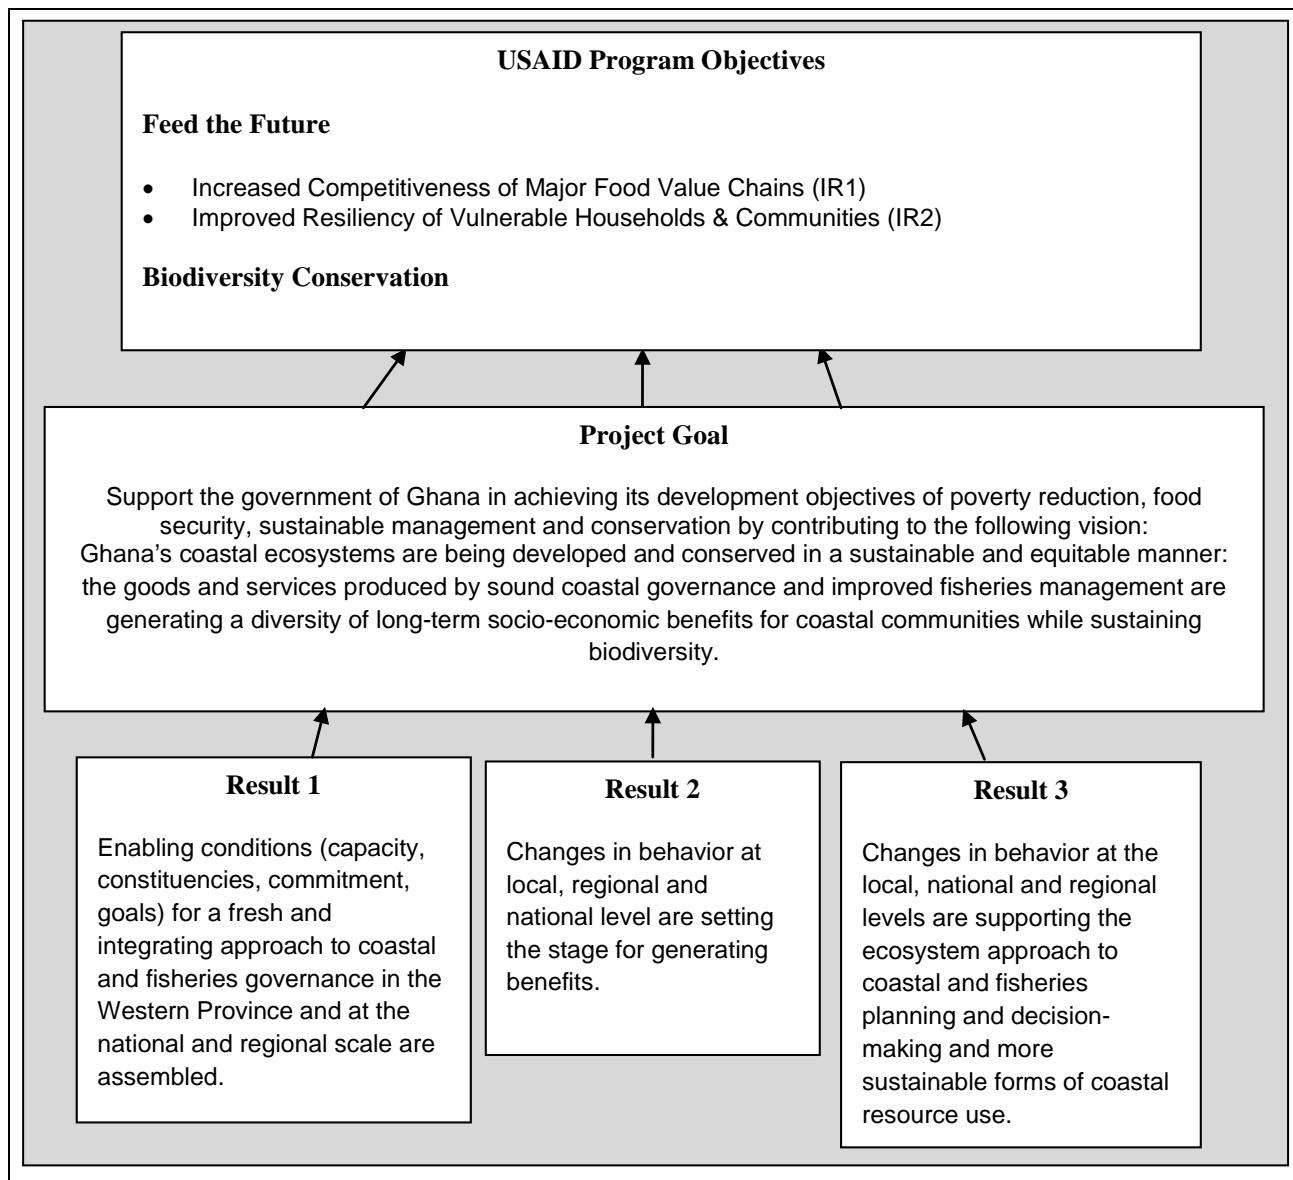 USAID Program Objectives
Feed the Future
• Increased Competitiveness of Major Food Value Chains (IR1)
• Improved Resiliency of Vulnerable Households & Communities (IR2)
Biodiversity Conservation
Project Goal
Support the government of Ghana in achieving its development objectives of poverty reduction, food
security, sustainable management and conservation by contributing to the following vision:
Ghana’s coastal ecosystems are being developed and conserved in a sustainable and equitable manner:
the goods and services produced by sound coastal governance and improved fisheries management are
generating a diversity of long-term socio-economic benefits for coastal communities while sustaining
biodiversity.
Result 1
Enabling conditions (capacity,
constituencies, commitment,
goals) for a fresh and
integrating approach to coastal
and fisheries governance in the
Western Province and at the
national and regional scale are
assembled.
Result 2
Changes in behavior at
local, regional and
national level are setting
the stage for generating
benefits.
Result 3
Changes in behavior at the
local, national and regional
levels are supporting the
ecosystem approach to
coastal and fisheries
planning and decision-
making and more
sustainable forms of coastal
resource use.